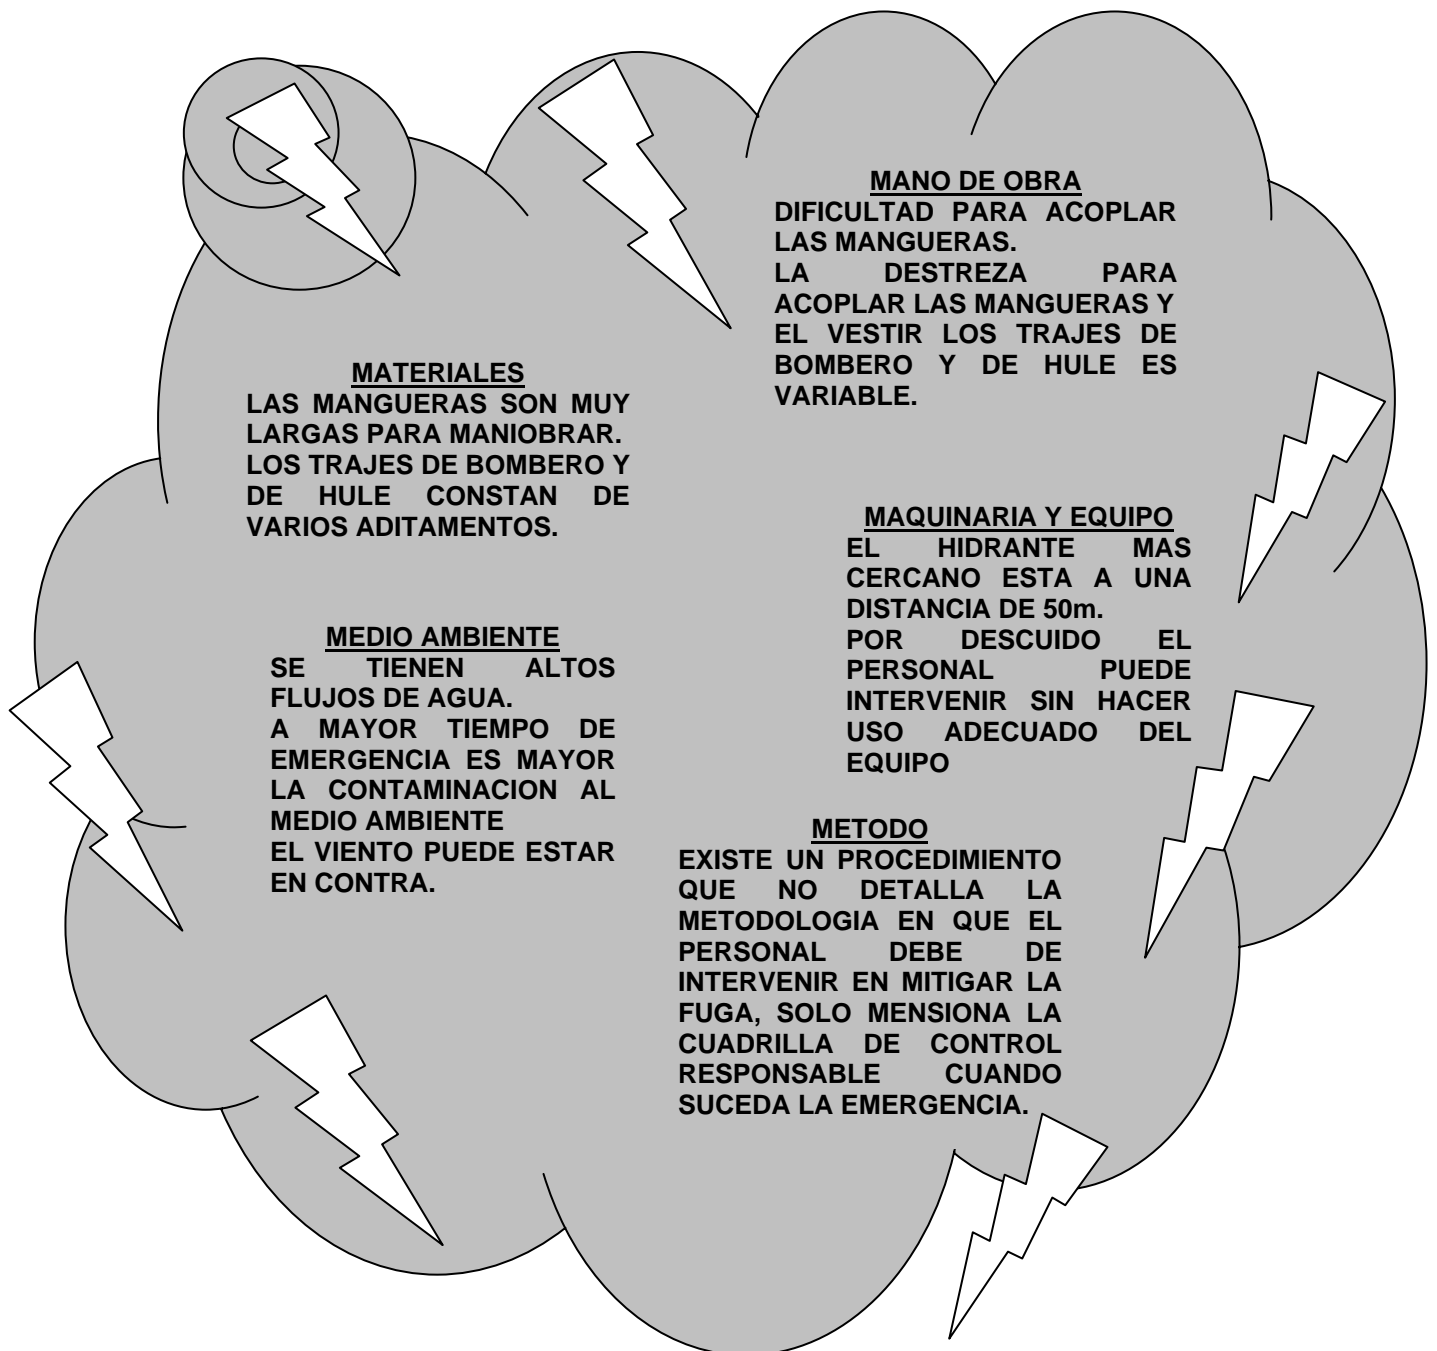 MANO DE OBRA
DIFICULTAD PARA ACOPLAR
LAS MANGUERAS.
LA DESTREZA PARA
ACOPLAR LAS MANGUERAS Y
EL VESTIR LOS TRAJES DE
BOMBERO Y DE HULE ES
VARIABLE.
MATERIALES
LAS MANGUERAS SON MUY
LARGAS PARA MANIOBRAR.
LOS TRAJES DE BOMBERO Y
DE HULE CONSTAN DE
VARIOS ADITAMENTOS.
MAQUINARIA Y EQUIPO
EL HIDRANTE MAS
CERCANO ESTA A UNA
DISTANCIA DE 50m.
POR DESCUIDO EL
PERSONAL PUEDE
INTERVENIR SIN HACER
USO ADECUADO DEL
EQUIPO
MEDIO AMBIENTE
SE TIENEN ALTOS
FLUJOS DE AGUA.
A MAYOR TIEMPO DE
EMERGENCIA ES MAYOR
LA CONTAMINACION AL
MEDIO AMBIENTE
EL VIENTO PUEDE ESTAR
EN CONTRA.
METODO
EXISTE UN PROCEDIMIENTO
QUE NO DETALLA LA
METODOLOGIA EN QUE EL
PERSONAL DEBE DE
INTERVENIR EN MITIGAR LA
FUGA, SOLO MENSIONA LA
CUADRILLA DE CONTROL
RESPONSABLE CUANDO
SUCEDA LA EMERGENCIA.